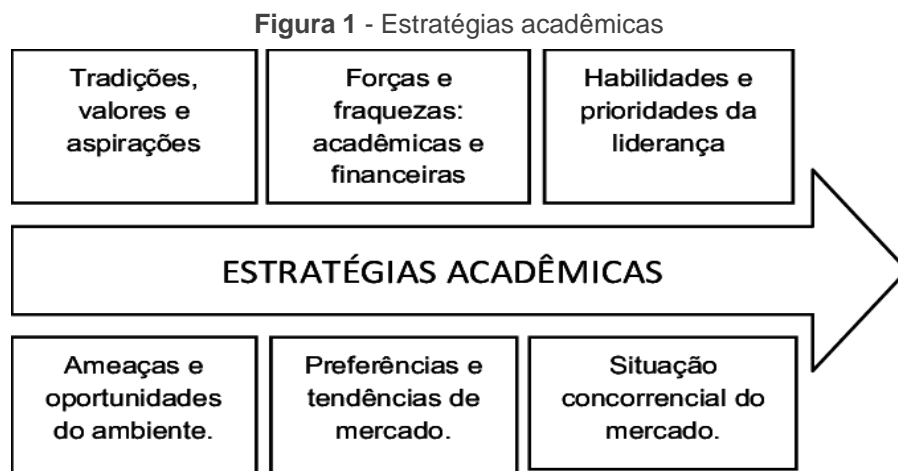 Figura 1 - Estratégias acadêmicas
Tradições,
valores e
aspirações
Forças e
fraquezas:
acadêmicas e
financeiras
Habilidades e
prioridades da
liderança
ESTRATÉGIAS ACADÊMICAS
Ameaças e
oportunidades
do ambiente.
Preferências e
tendências de
mercado.
Situação
concorrencial do
mercado.